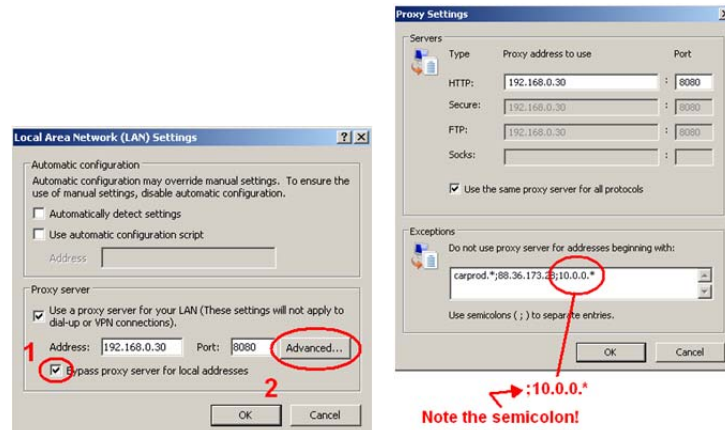 Local Area Network (LAN) Settings
Automatic configuration
Automatic configuration may override manual settings. To ensure the
use of manual settings, disable automatic configuration.
Automatically detect settings
Use automatic configuration script
Address
Proxy server
Use a proxy server for your LAN (These settings will not apply to
dial-up or VPN connections).
Address: 192.168.0.30 Port: 8080 Advanced...
1
Bypass proxy server for local addresses
2
OK Cancel
Proxy Settings
Servers
Type Proxy address to use Port
HTTP: 192.168.0.30 : 8080
Secure: 192.168.0.30 : 8080
FTP: 192.168.0.30 : 8080
Socks: :
Use the same proxy server for all protocols
Exceptions
Do not use proxy server for addresses beginning with:
carprod.*;88.36.173.28;10.0.0.*
Use semicolons ( ; ) to separate entries.
OK Cancel
;10.0.0.*
Note the semicolon!